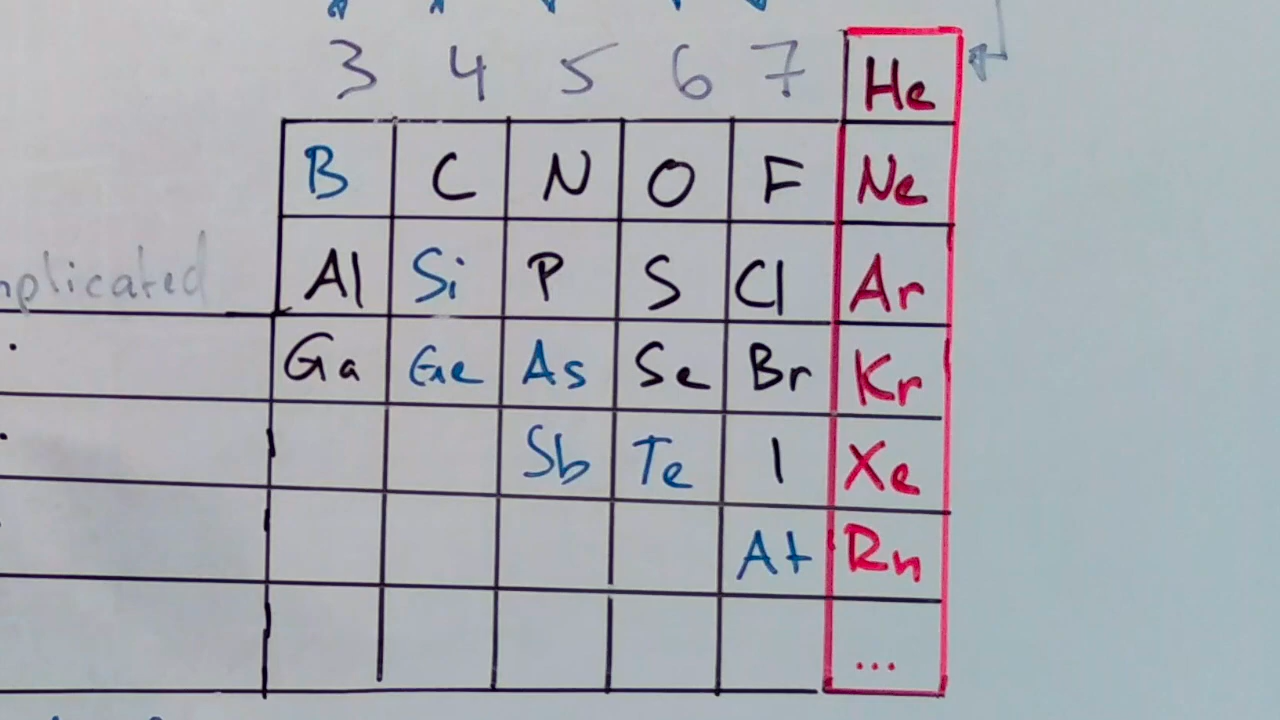 3 4 5 6 7 He
B C N O F Ne
Al Si P S Cl Ar
Ga Ge As Se Br Kr
Sb Te I Xe
At Rn
...